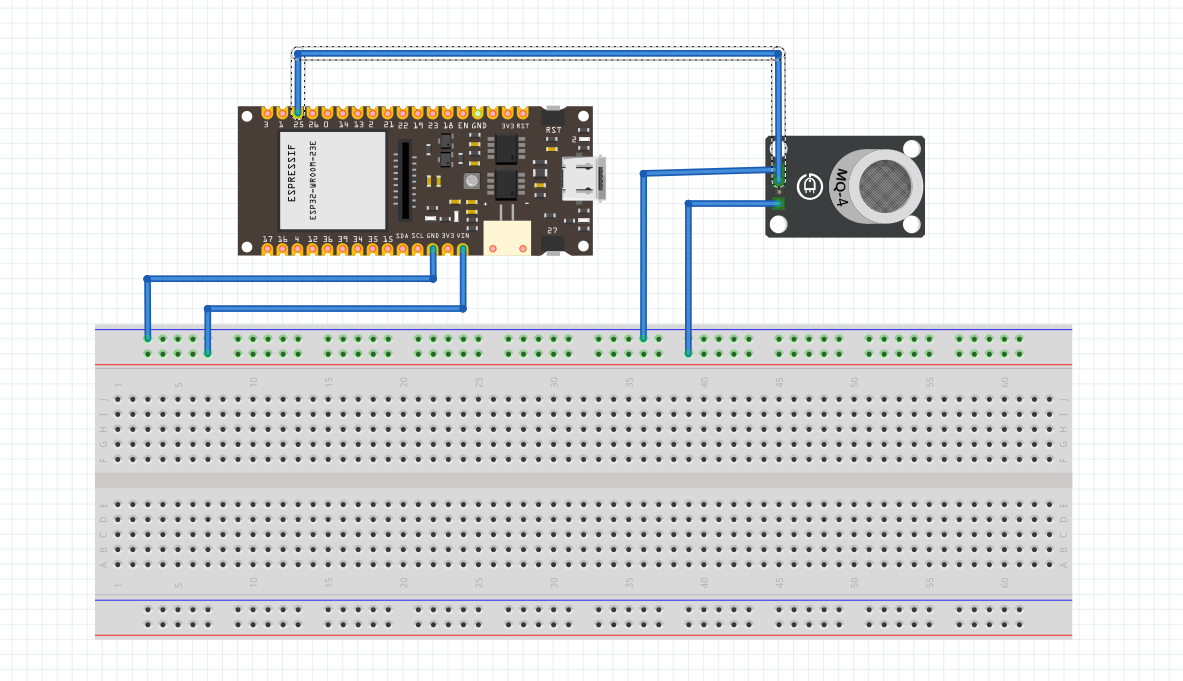 3 1 25 26 0 14 13 2 21 22 19 23 18 EN GND 3V3 RST
RST
2
ESPRESSIF
ESP32-WROOM-32E
MQ-4
+ -
27
17 16 4 12 36 39 34 35 15 SDA SCL GND 3V3 VIN
1 5 10 15 20 25 30 35 40 45 50 55 60
J J
I I
H H
G G
F F
E E
D D
C C
B B
A A
1 5 10 15 20 25 30 35 40 45 50 55 60